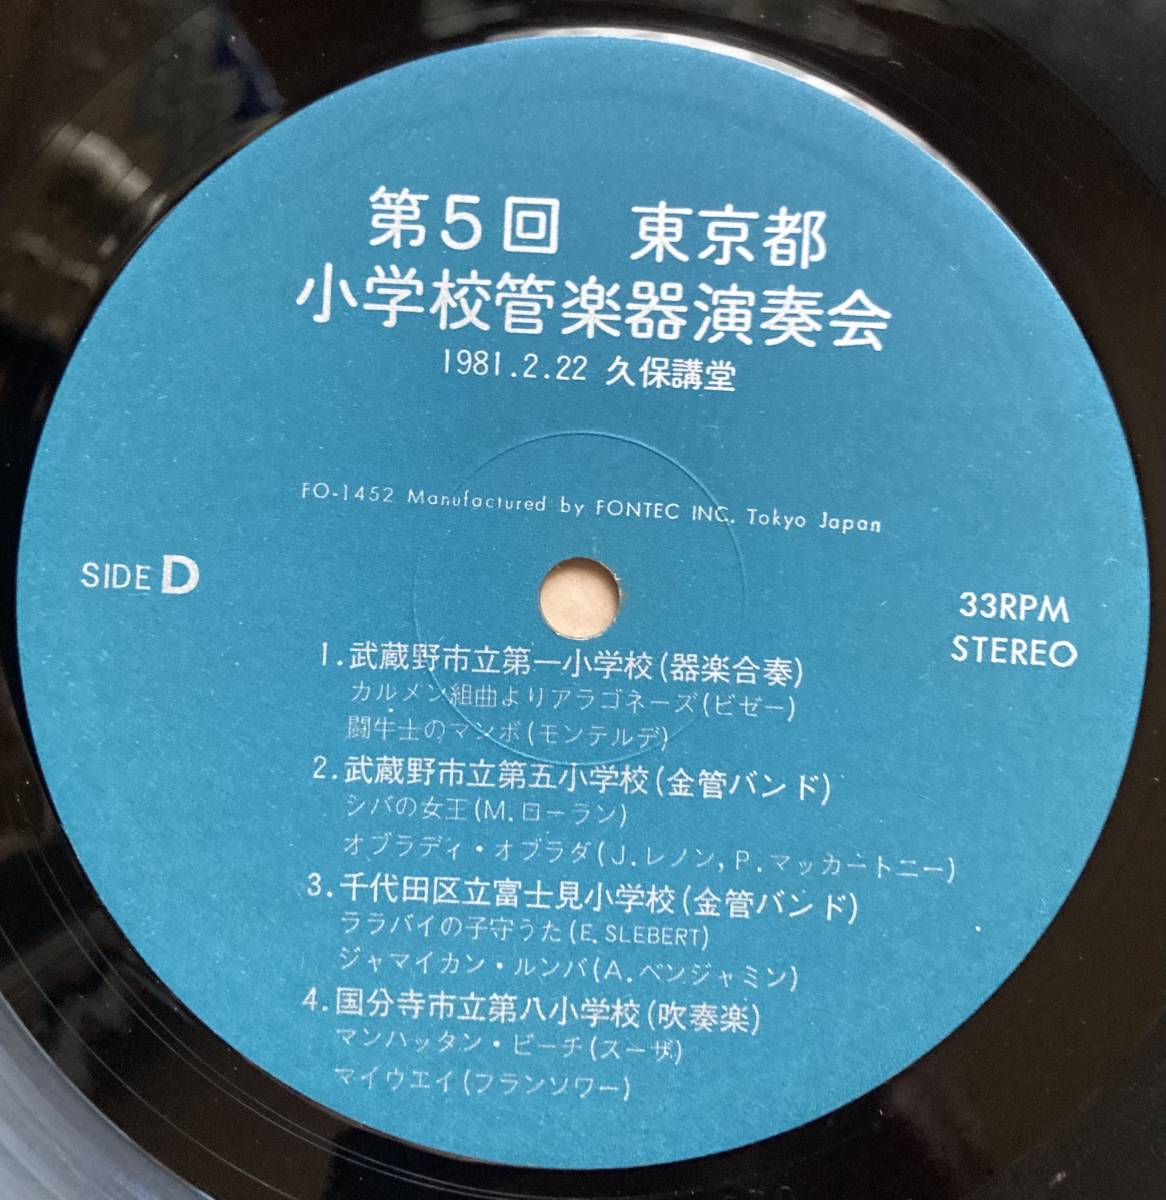 第5回　東京都
小学校管楽器演奏会
1981.2.22 久保講堂
FO-1452 Manufactured by FONTEC INC. Tokyo Japan
SIDE D
33RPM
STEREO
1. 武蔵野市立第一小学校(器楽合奏)
カルメン組曲よりアラゴネーズ(ビゼー)
闘牛士のマンボ(モンテルデ)
2. 武蔵野市立第五小学校(金管バンド)
シバの女王(M.ローラン)
オブラディ・オブラダ(J.レノン, P.マッカートニー)
3. 千代田区立富士見小学校(金管バンド)
ララバイの子守うた(E. SLEBERT)
ジャマイカン・ルンバ(A. ベンジャミン)
4. 国分寺市立第八小学校(吹奏楽)
マンハッタン・ビーチ(スーザ)
マイウエイ(フランソワー)